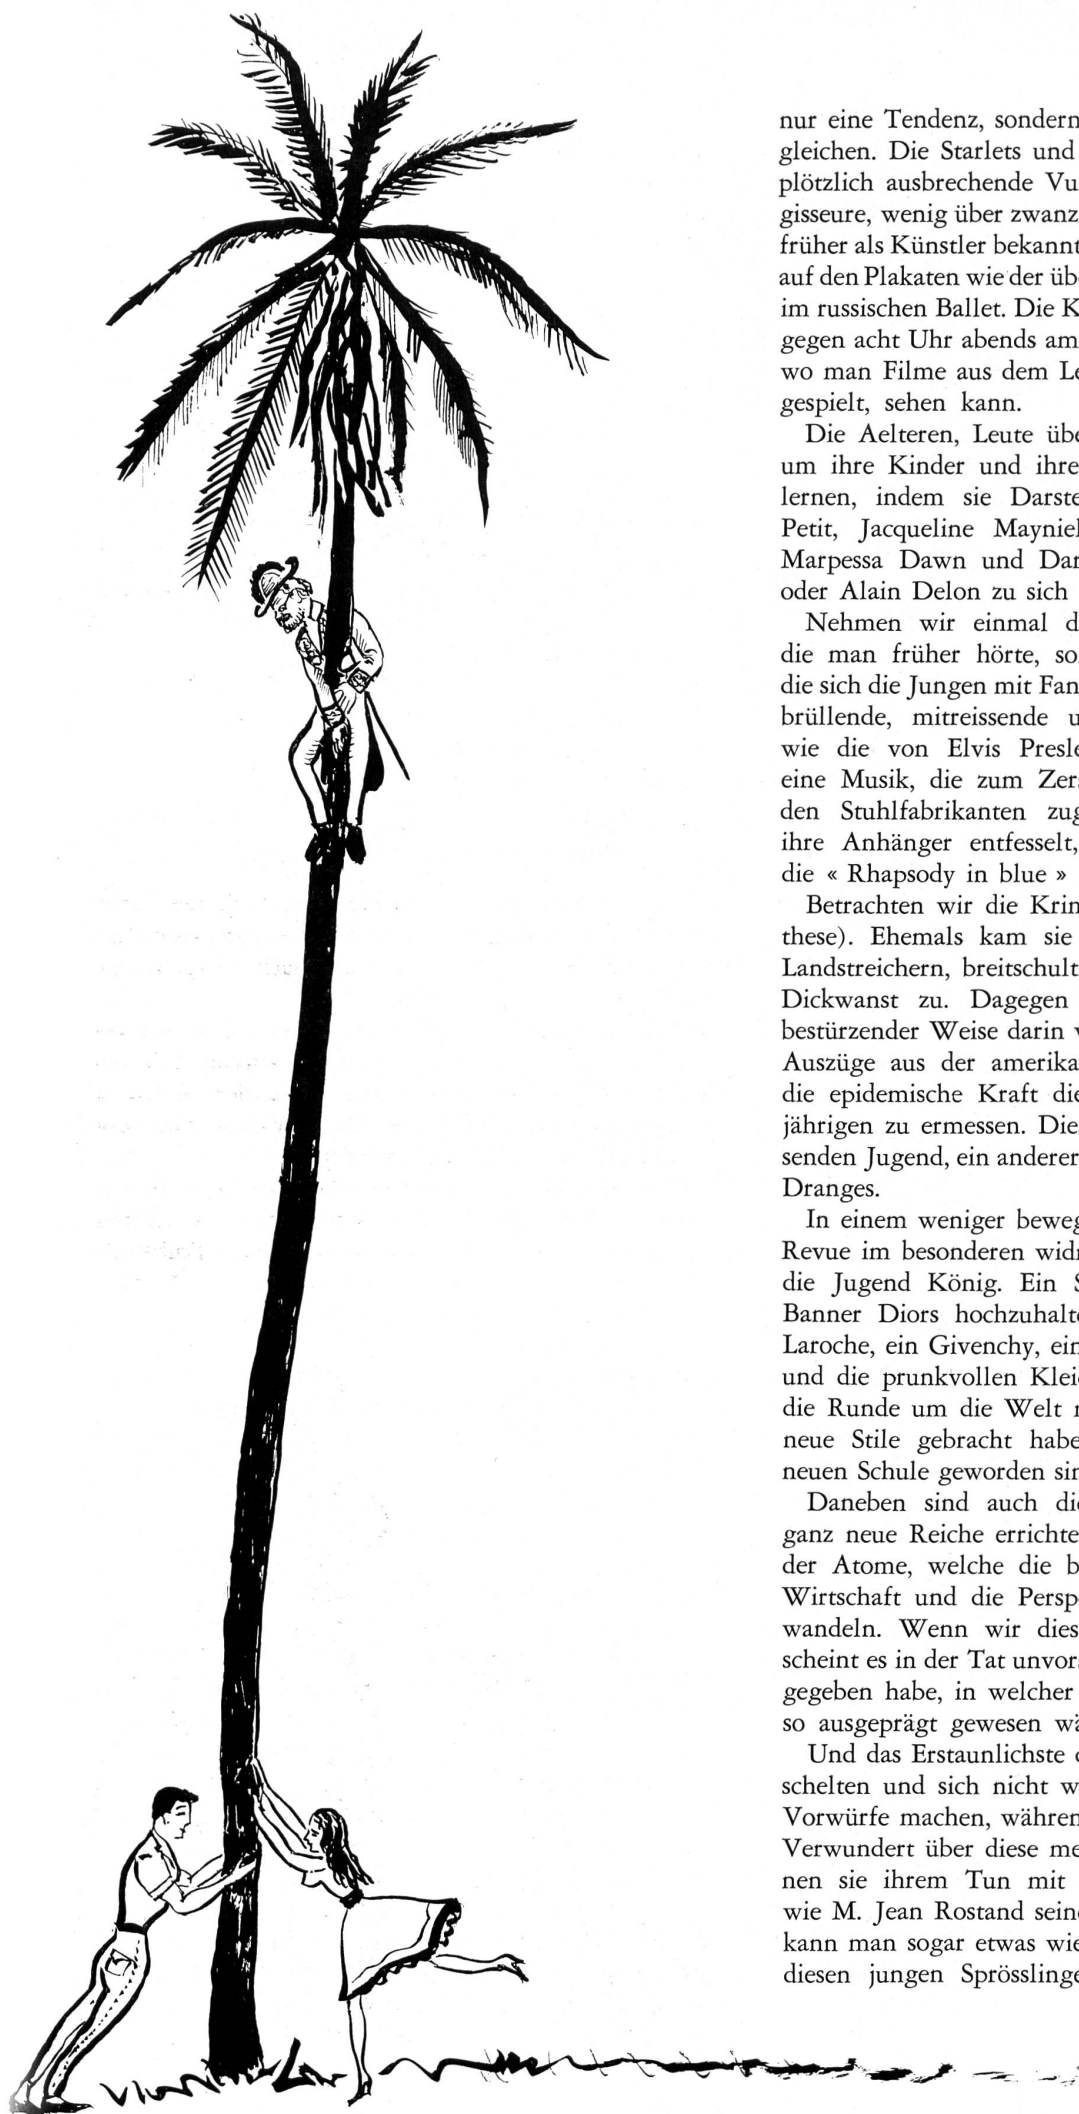 nur eine Tendenz, sondern
gleichen. Die Starlets und
plötzlich ausbrechende Vu
gisseure, wenig über zwanz
früher als Künstler bekannt
auf den Plakaten wie der üb
im russischen Ballet. Die K
gegen acht Uhr abends am
wo man Filme aus dem Le
gespielt, sehen kann.
Die Aelteren, Leute übe
um ihre Kinder und ihre
lernen, indem sie Darste
Petit, Jacqueline Mayniel
Marpessa Dawn und Dar
oder Alain Delon zu sich
Nehmen wir einmal d
die man früher hörte, so
die sich die Jungen mit Fan
brüllende, mitreissende u
wie die von Elvis Presle
eine Musik, die zum Zer
den Stuhlfabrikanten zug
ihre Anhänger entfesselt,
die « Rhapsody in blue »
Betrachten wir die Krin
these). Ehemals kam sie
Landstreichern, breitschult
Dickwanst zu. Dagegen
bestürzender Weise darin v
Auszüge aus der amerika
die epidemische Kraft die
jährigen zu ermessen. Dies
senden Jugend, ein anderer
Dranges.
In einem weniger beweg
Revue im besonderen widr
die Jugend König. Ein S
Banner Diors hochzuhalte
Laroche, ein Givenchy, ein
und die prunkvollen Kleid
die Runde um die Welt r
neue Stile gebracht habe
neuen Schule geworden sin
Daneben sind auch die
ganz neue Reiche errichte
der Atome, welche die b
Wirtschaft und die Persp
wandeln. Wenn wir dies
scheint es in der Tat unvor
gegeben habe, in welcher
so ausgeprägt gewesen wä
Und das Erstaunlichste d
schelten und sich nicht w
Vorwürfe machen, währen
Verwundert über diese me
nen sie ihrem Tun mit
wie M. Jean Rostand seine
kann man sogar etwas wie
diesen jungen Sprösslinge